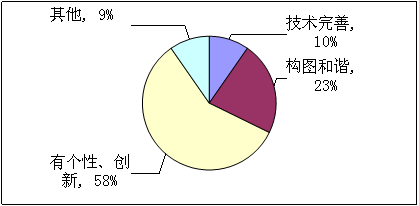 其他, 9%
技术完善,
10%
构图和谐,
23%
有个性、创
新, 58%